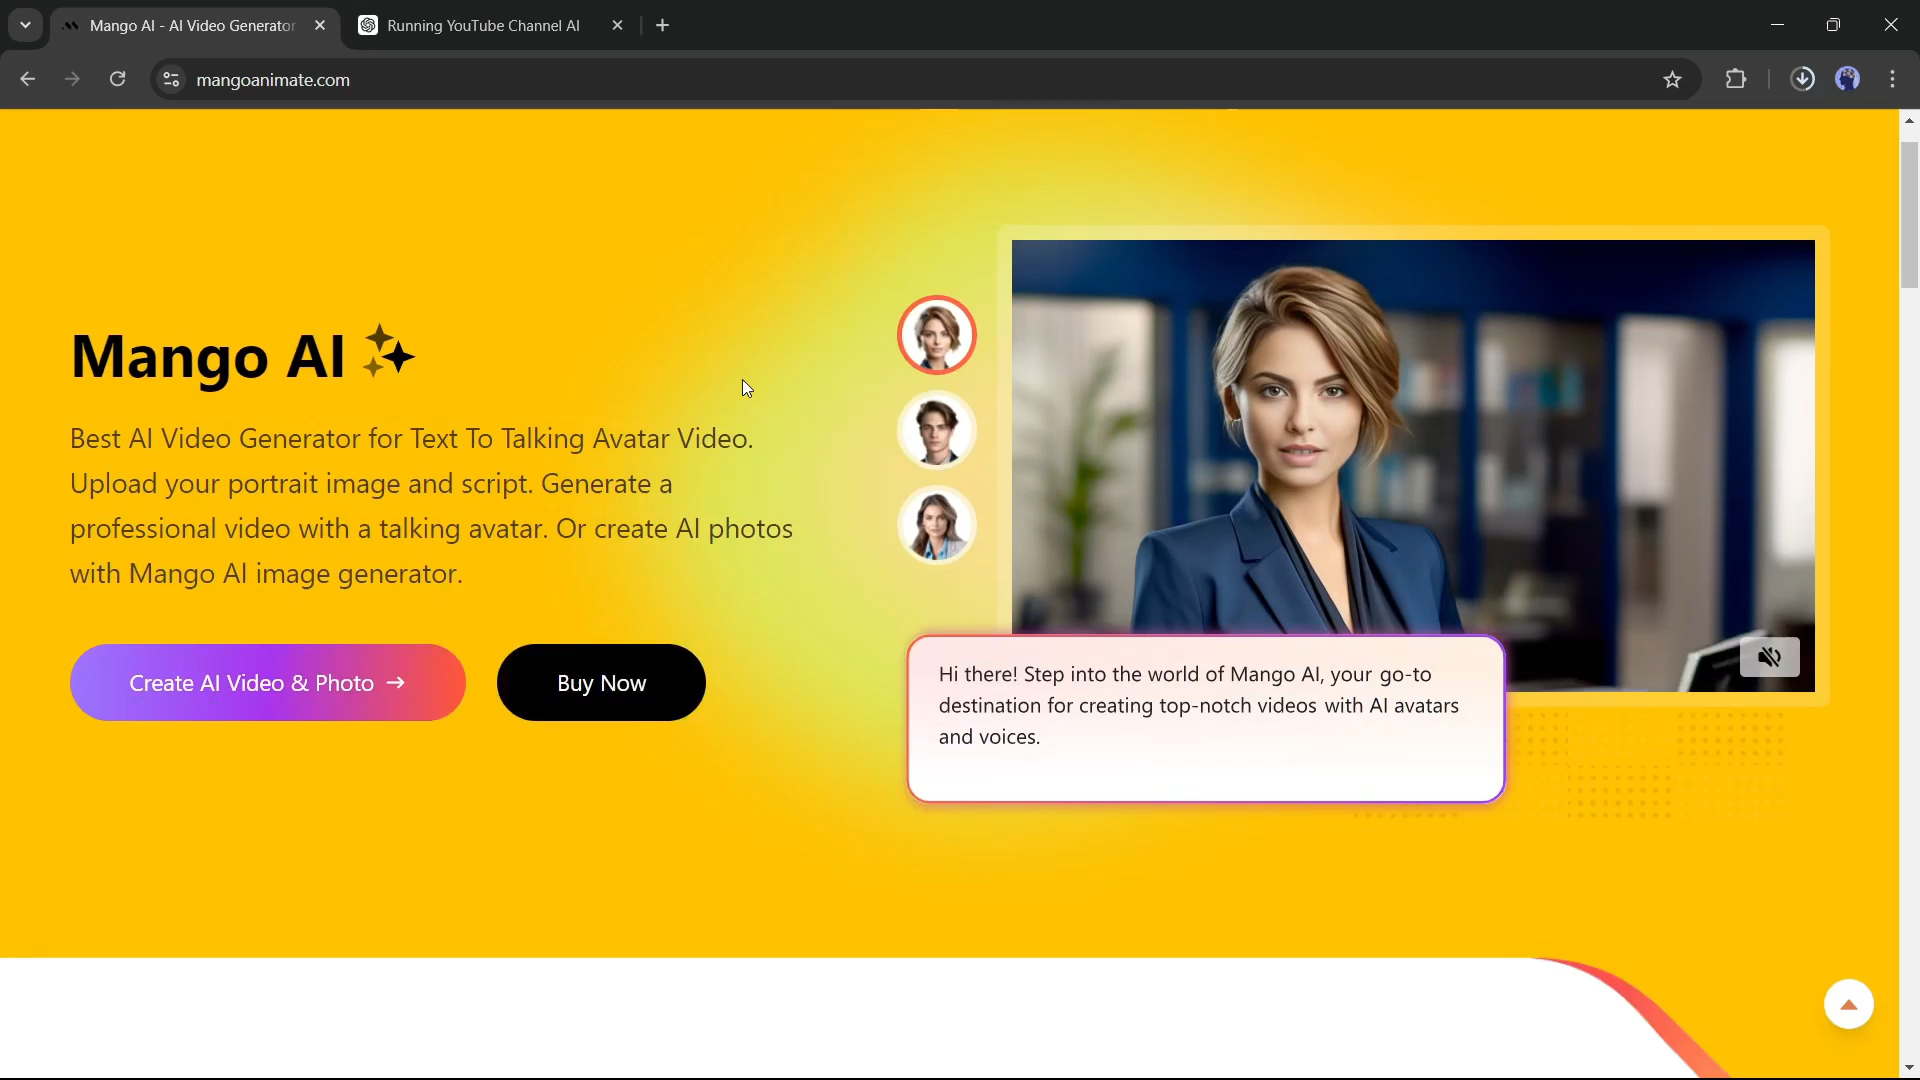 Mango AI - AI Video Generator
Running YouTube Channel AI
mangoanimate.com
Mango AI
Best AI Video Generator for Text To Talking Avatar Video.
Upload your portrait image and script. Generate a
professional video with a talking avatar. Or create AI photos
with Mango AI image generator.
Create AI Video & Photo →
Buy Now
Hi there! Step into the world of Mango AI, your go-to
destination for creating top-notch videos with AI avatars
and voices.